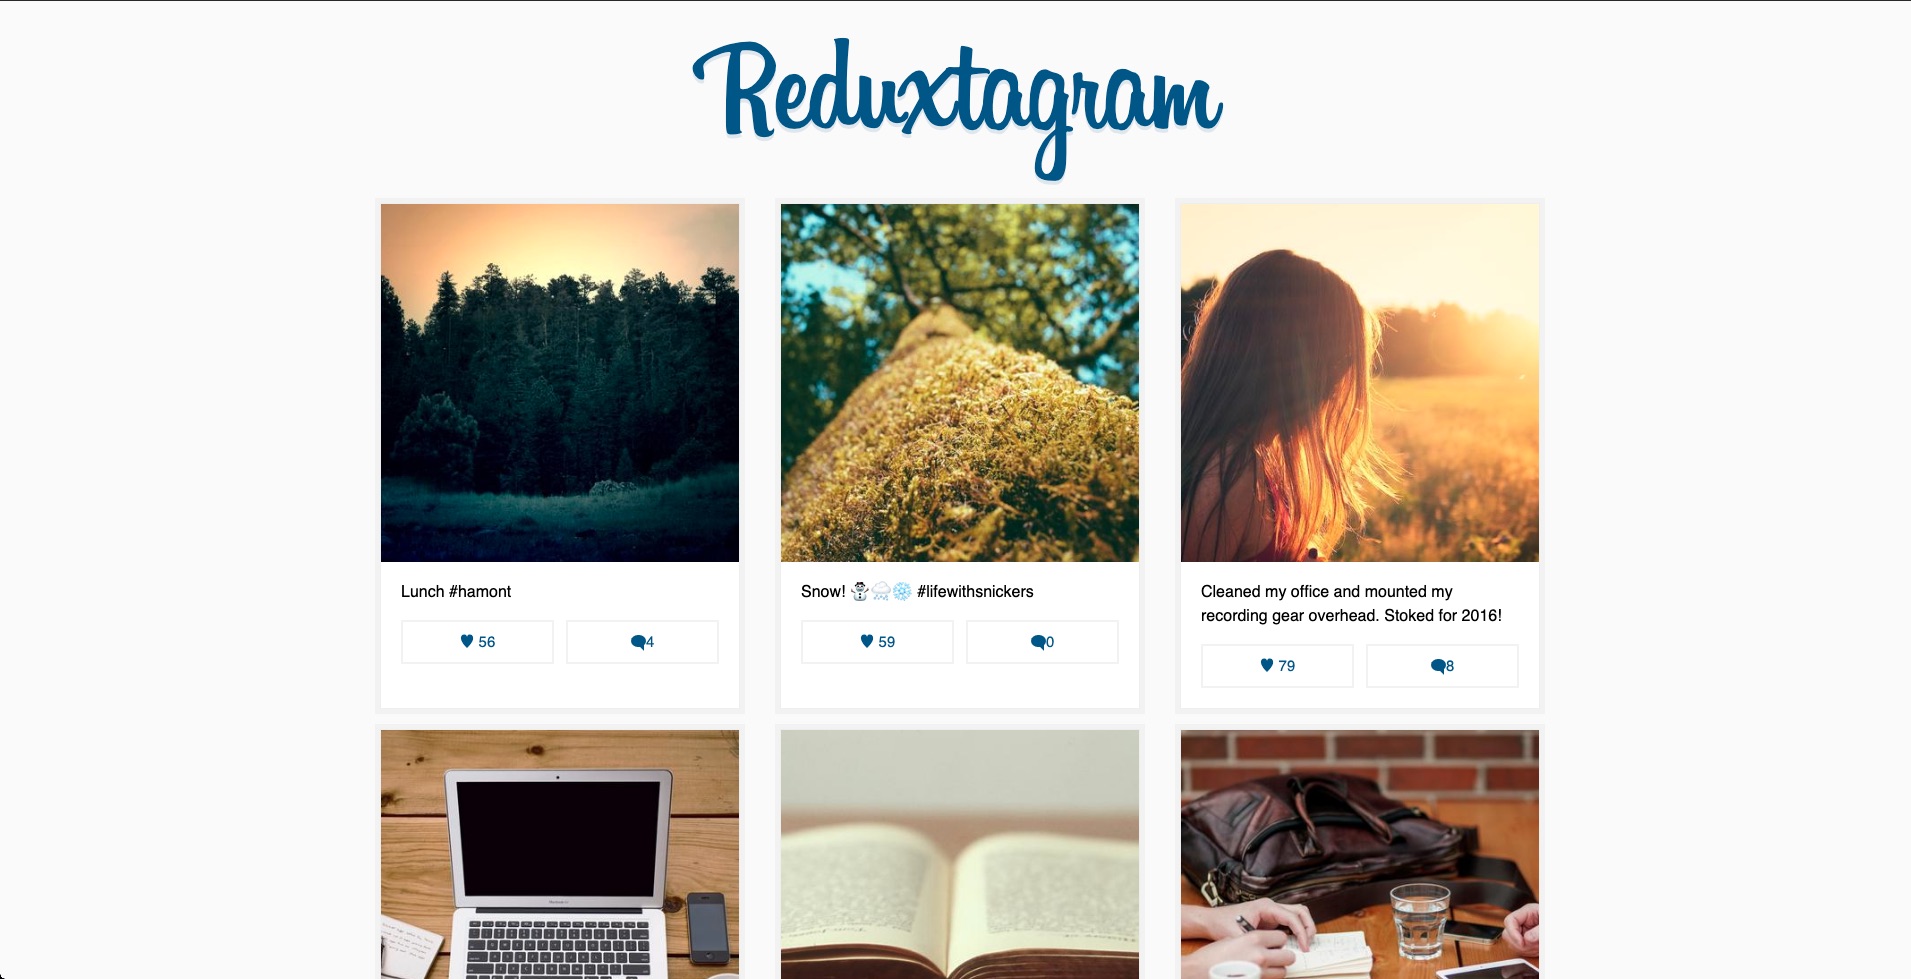 Reduxtagram
Lunch #hamont
♥ 56
4
Snow! ⛄🌨❄ #lifewithsnickers
♥ 59
0
Cleaned my office and mounted my
recording gear overhead. Stoked for 2016!
♥ 79
8